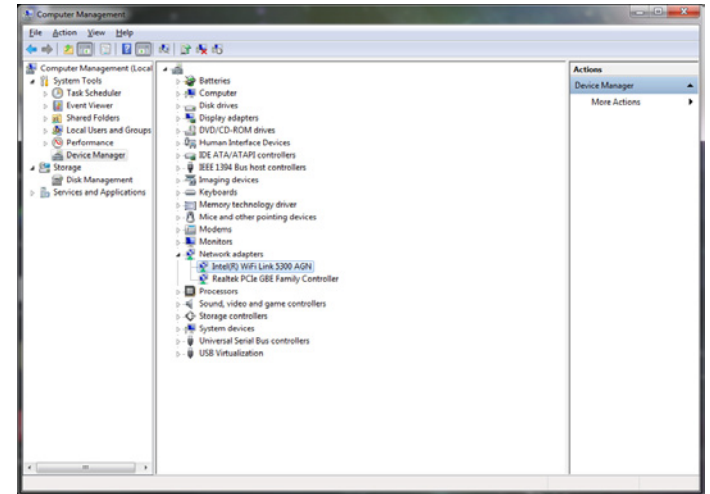 Computer Management
File Action View Help
Computer Management (Local
System Tools
Task Scheduler
Event Viewer
Shared Folders
Local Users and Groups
Performance
Device Manager
Storage
Disk Management
Services and Applications
Batteries
Computer
Disk drives
Display adapters
DVD/CD-ROM drives
Human Interface Devices
IDE ATA/ATAPI controllers
IEEE 1394 Bus host controllers
Imaging devices
Keyboards
Memory technology driver
Mice and other pointing devices
Modems
Monitors
Network adapters
Intel(R) WiFi Link 5300 AGN
Realtek PCIe GBE Family Controller
Processors
Sound, video and game controllers
Storage controllers
System devices
Universal Serial Bus controllers
USB Virtualization
Actions
Device Manager
More Actions